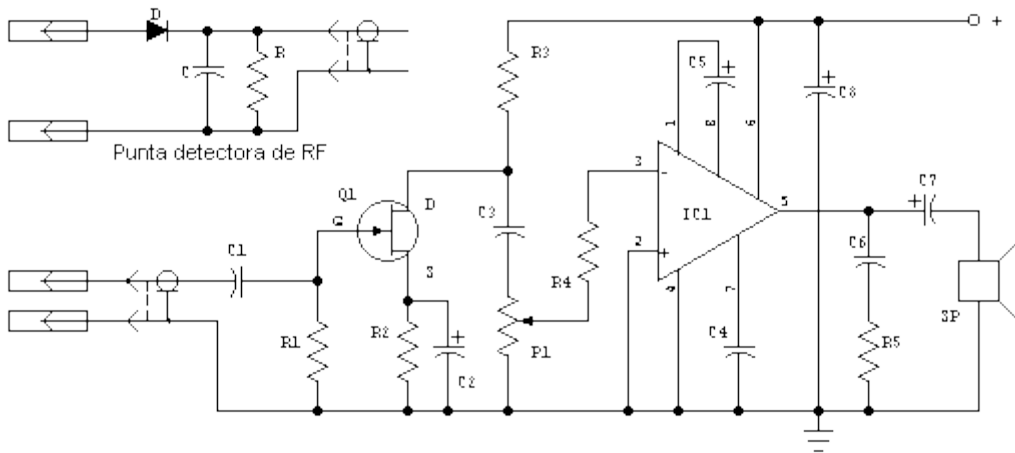 D
C
R
Punta detectora de RF
R3
C5
+
1
8
6
+
C8
+
Q1
D
G
S
C1
R1
R2
+
C2
C3
P1
R4
3
-
2
+
IC1
5
4
7
C4
+
C7
C6
R5
SP